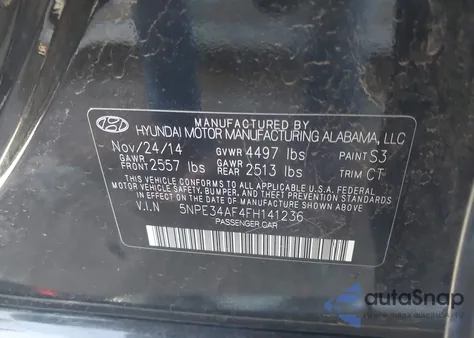 MANUFACTURED BY
HYUNDAI MOTOR MANUFACTURING ALABAMA, LLC
Nov/24/14 GVWR 4497 lbs PAINT S3
GAWR FRONT 2557 lbs GAWR REAR 2513 lbs TRIM CT
THIS VEHICLE CONFORMS TO ALL APPLICABLE U.S.A FEDERAL
MOTOR VEHICLE SAFETY, BUMPER, AND THEFT PREVENTION STANDARDS
IN EFFECT ON THE DATE OF MANUFACTURE SHOWN ABOVE.
V.I.N 5NPE34AF4FH141236
PASSENGER CAR
autoSnap